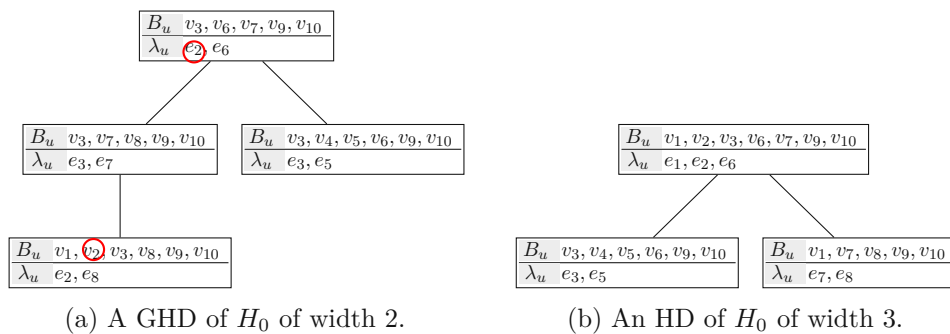 B_u v_3, v_6, v_7, v_9, v_10
λ_u e_2, e_6
B_u v_3, v_7, v_8, v_9, v_10
λ_u e_3, e_7
B_u v_3, v_4, v_5, v_6, v_9, v_10
λ_u e_3, e_5
B_u v_1, v_2, v_3, v_8, v_9, v_10
λ_u e_2, e_8
(a) A GHD of H_0 of width 2.
B_u v_1, v_2, v_3, v_6, v_7, v_9, v_10
λ_u e_1, e_2, e_6
B_u v_3, v_4, v_5, v_6, v_9, v_10
λ_u e_3, e_5
B_u v_1, v_7, v_8, v_9, v_10
λ_u e_7, e_8
(b) An HD of H_0 of width 3.